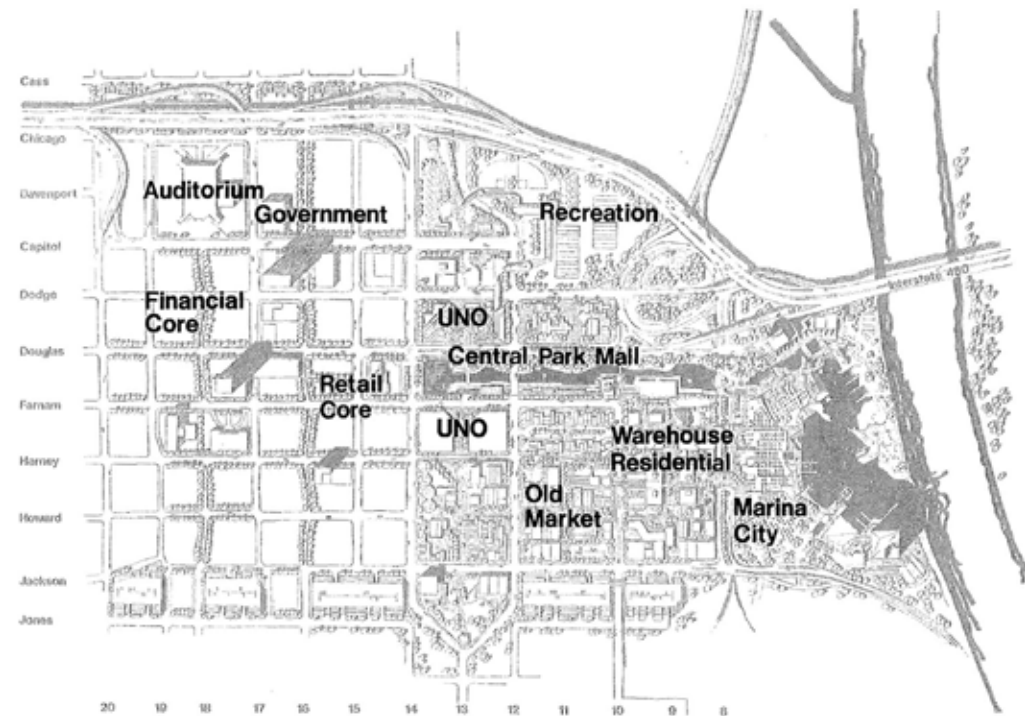 Cass
Chicago
Davenport
Auditorium
Government
Recreation
Capitol
Interstate 480
Dodge
Financial
Core
UNO
Douglas
Central Park Mall
Retail
Core
Farnam
UNO
Warehouse
Residential
Harney
Old
Market
Marina
City
Howard
Jackson
Jones
20 19 18 17 16 15 14 13 12 11 10 9 8